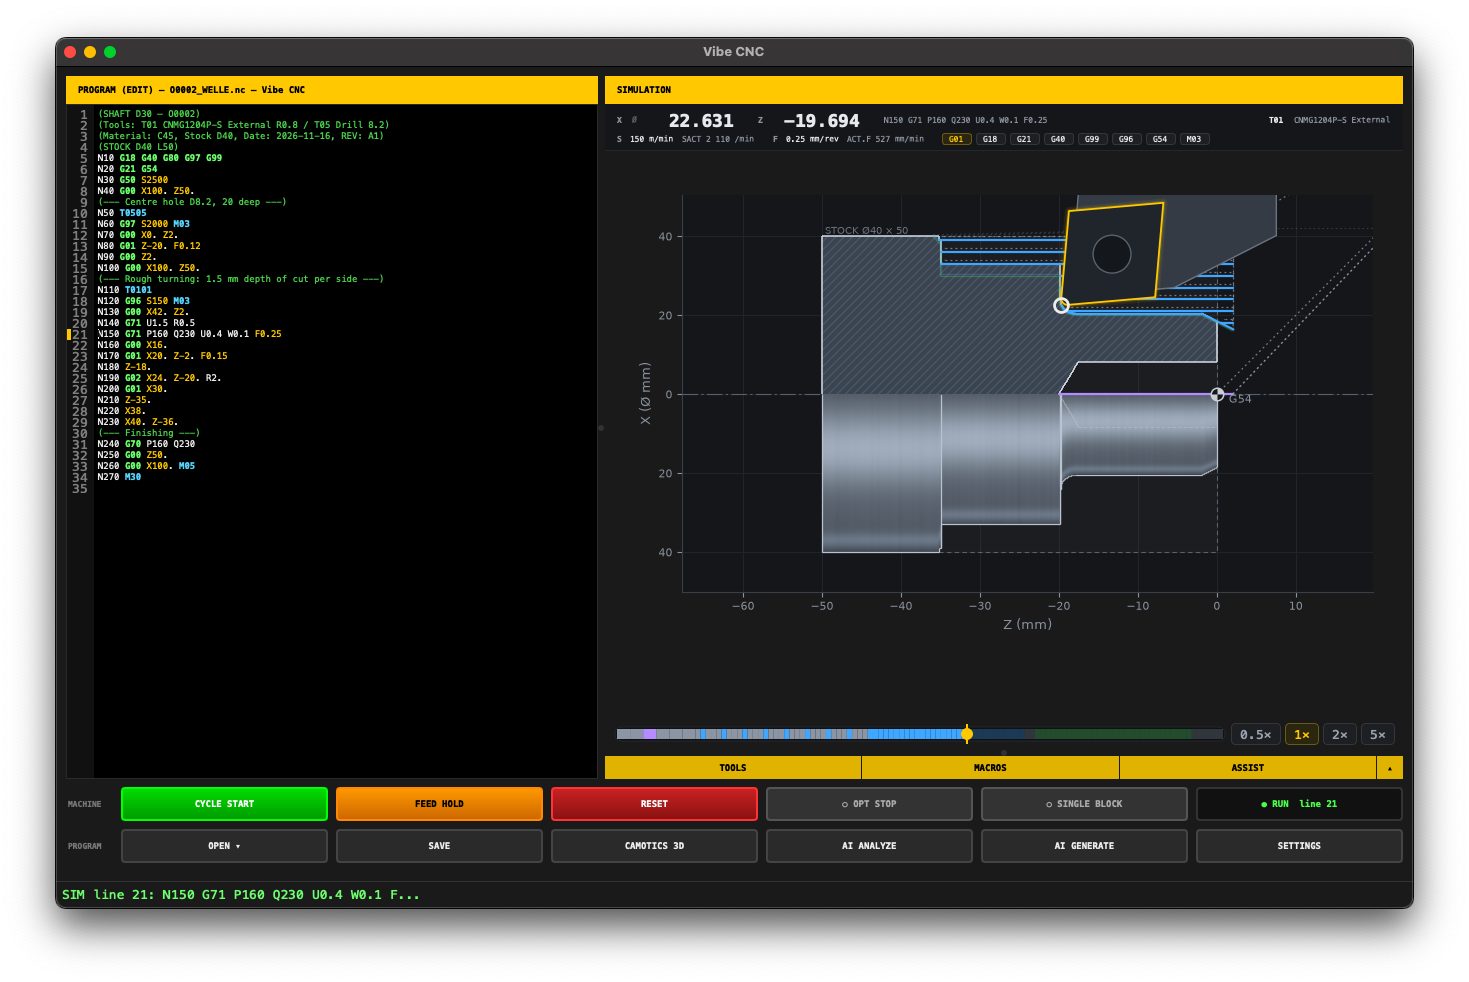 Vibe CNC
PROGRAM (EDIT) — O0002_WELLE.nc — Vibe CNC
1 (SHAFT D30 — O0002)
2 (Tools: T01 CNMG1204P-S External R0.8 / T05 Drill 8.2)
3 (Material: C45, Stock D40, Date: 2026-11-16, REV: A1)
4 (STOCK D40 L50)
5 N10 G18 G40 G80 G97 G99
6 N20 G21 G54
7 N30 G50 S2500
8 N40 G00 X100. Z50.
9 (--- Centre hole D8.2, 20 deep ---)
10 N50 T0505
11 N60 G97 S2000 M03
12 N70 G00 X0. Z2.
13 N80 G01 Z-20. F0.12
14 N90 G00 Z2.
15 N100 G00 X100. Z50.
16 (--- Rough turning: 1.5 mm depth of cut per side ---)
17 N110 T0101
18 N120 G96 S150 M03
19 N130 G00 X42. Z2.
20 N140 G71 U1.5 R0.5
21 N150 G71 P160 Q230 U0.4 W0.1 F0.25
22 N160 G00 X16.
23 N170 G01 X20. Z-2. F0.15
24 N180 Z-18.
25 N190 G02 X24. Z-20. R2.
26 N200 G01 X30.
27 N210 Z-35.
28 N220 X38.
29 N230 X40. Z-36.
30 (--- Finishing ---)
31 N240 G70 P160 Q230
32 N250 G00 Z50.
33 N260 G00 X100. M05
34 N270 M30
35
SIMULATION
X Ø 22.631 Z −19.694 N150 G71 P160 Q230 U0.4 W0.1 F0.25 T01 CNMG1204P-S External
S 150 m/min SACT 2 110 /min F 0.25 mm/rev ACT.F 527 mm/min G01 G18 G21 G40 G99 G96 G54 M03
STOCK Ø40 × 50
40
20
0
20
40
X (Ø mm)
G54
−60 −50 −40 −30 −20 −10 0 10
Z (mm)
0.5× 1× 2× 5×
TOOLS MACROS ASSIST ▴
MACHINE CYCLE START FEED HOLD RESET ○ OPT STOP ○ SINGLE BLOCK ● RUN line 21
PROGRAM OPEN ▾ SAVE CAMOTICS 3D AI ANALYZE AI GENERATE SETTINGS
SIM line 21: N150 G71 P160 Q230 U0.4 W0.1 F...